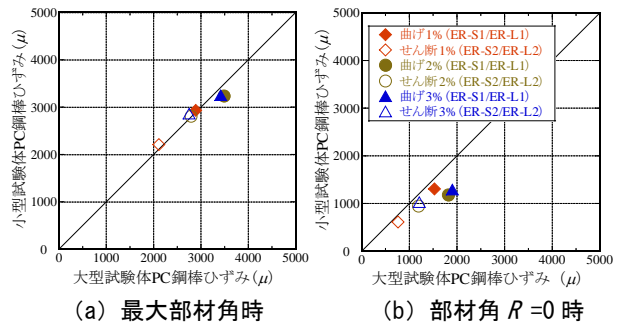 5000
4000
3000
2000
1000
0
0
1000
2000
3000
4000
5000
小型試験体PC鋼棒ひずみ(μ)
大型試験体PC鋼棒ひずみ(μ)
(a) 最大部材角時
5000
4000
3000
2000
1000
0
0
1000
2000
3000
4000
5000
小型試験体PC鋼棒ひずみ(μ)
大型試験体PC鋼棒ひずみ (μ)
曲げ1%(ER-S1/ER-L1)
せん断1%(ER-S2/ER-L2)
曲げ2%(ER-S1/ER-L1)
せん断2%(ER-S2/ER-L2)
曲げ3%(ER-S1/ER-L1)
せん断3%(ER-S2/ER-L2)
(b) 部材角 R =0 時